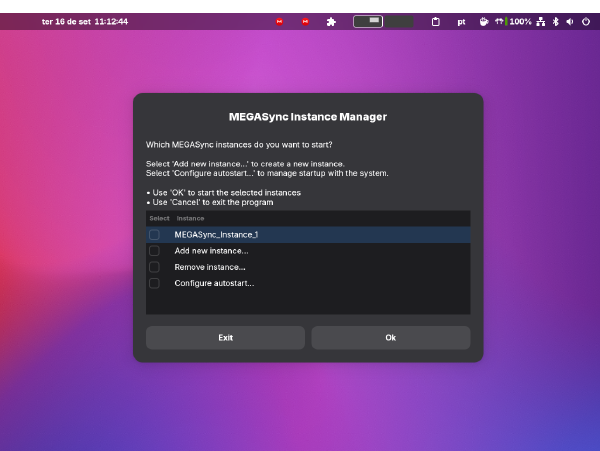 ter 16 de set 11:12:44
pt
100%
MEGASync Instance Manager
Which MEGASync instances do you want to start?
Select 'Add new instance...' to create a new instance.
Select 'Configure autostart...' to manage startup with the system.
• Use 'OK' to start the selected instances
• Use 'Cancel' to exit the program
Select Instance
MEGASync_Instance_1
Add new instance...
Remove instance...
Configure autostart...
Exit Ok